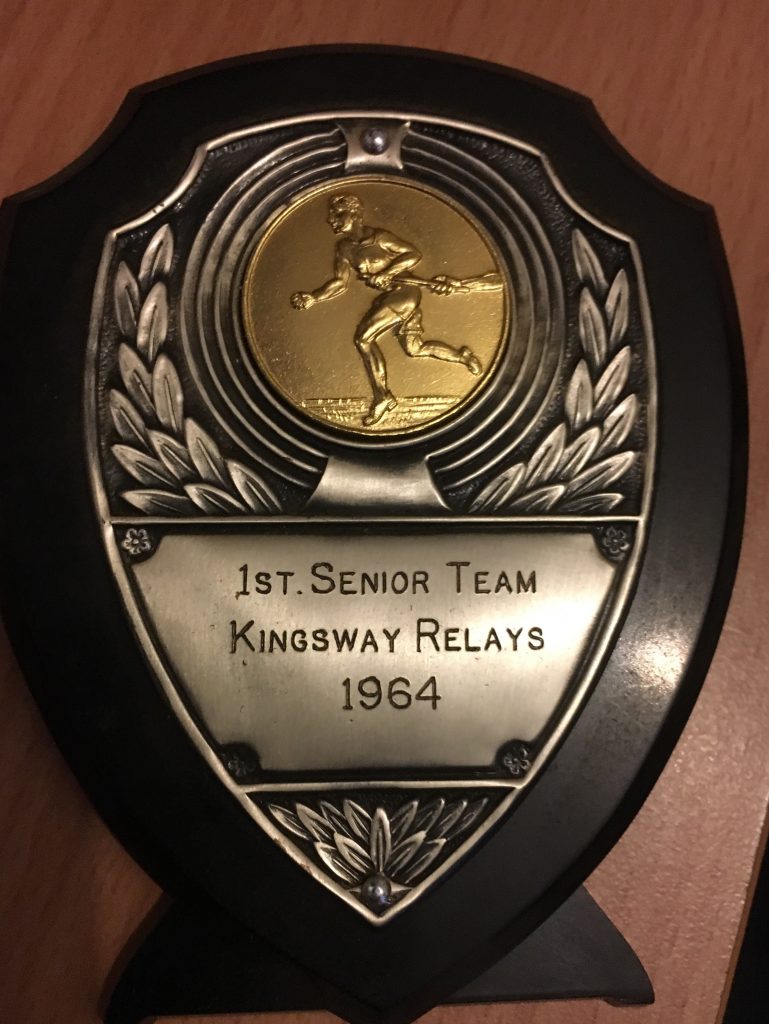 1st. Senior Team
Kingsway Relays
1964